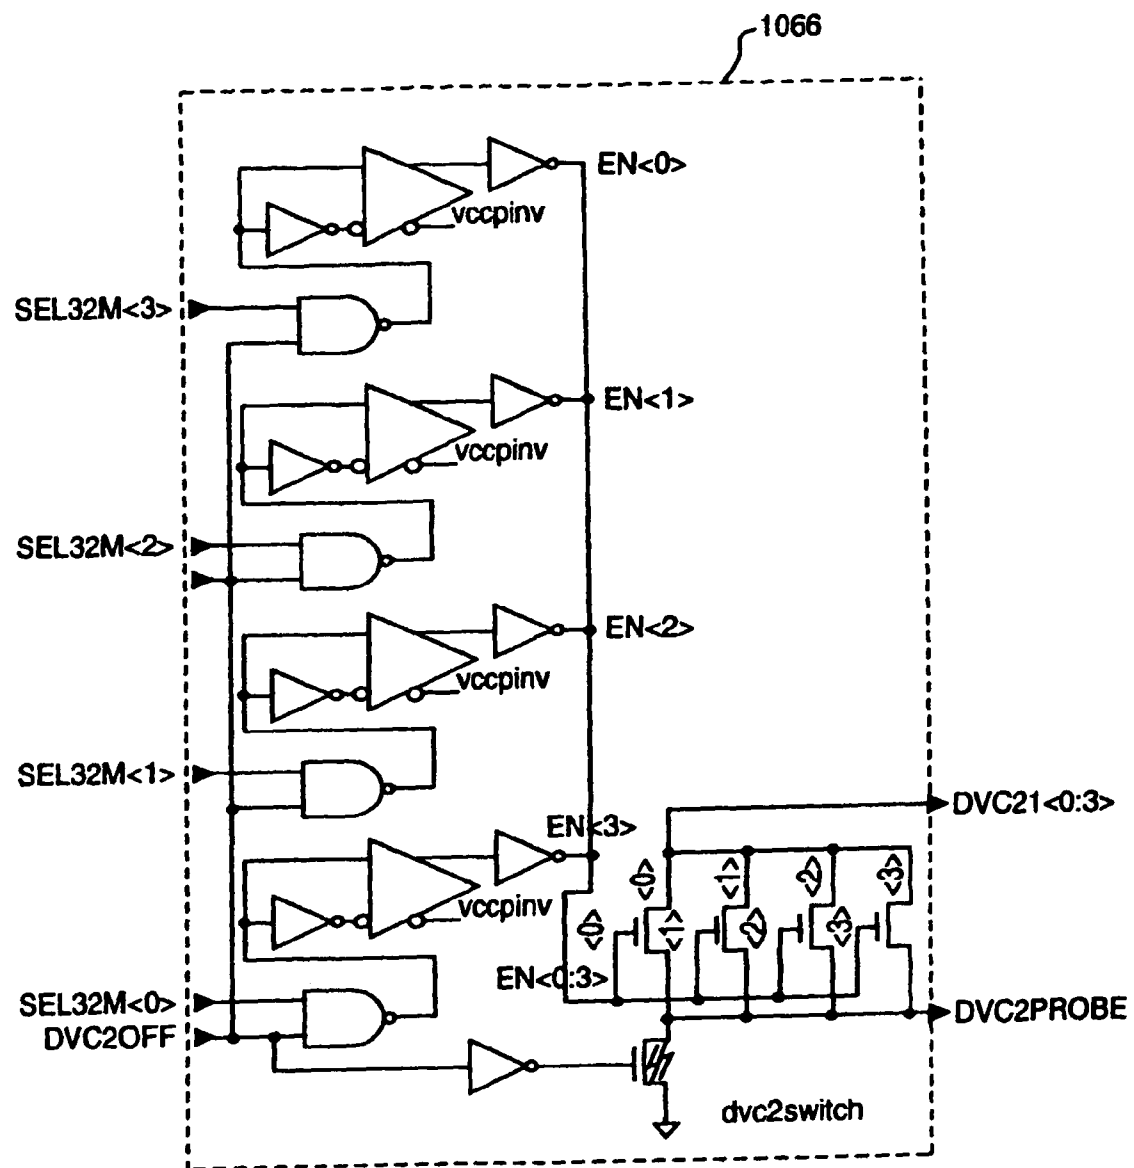 1066
EN<0>
vccpinv
SEL32M<3>
EN<1>
vccpinv
SEL32M<2>
EN<2>
vccpinv
SEL32M<1>
DVC21<0:3>
EN<3>
<0> <1> <2> <3>
vccpinv
<0> <1> <2> <3>
EN<0:3>
SEL32M<0>
DVC2OFF
DVC2PROBE
dvc2switch